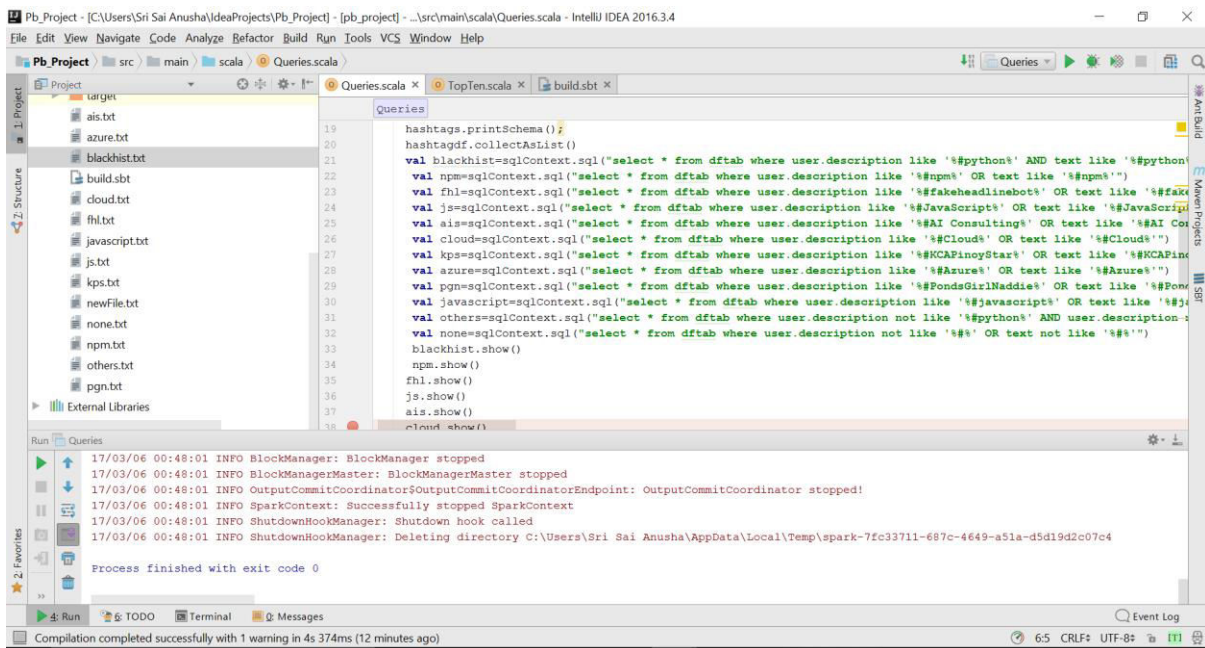 Pb_Project - [C:\Users\Sri Sai Anusha\IdeaProjects\Pb_Project] - [pb_project] - ...\src\main\scala\Queries.scala - IntelliJ IDEA 2016.3.4
File Edit View Navigate Code Analyze Refactor Build Run Tools VCS Window Help
Pb_Project src main scala Queries.scala
Queries
Project
Queries.scala TopTen.scala build.sbt
Queries
1: Project
Z: Structure
2: Favorites
target
ais.txt
azure.txt
blackhist.txt
build.sbt
cloud.txt
fhl.txt
javascript.txt
js.txt
kps.txt
newFile.txt
none.txt
npm.txt
others.txt
pgn.txt
External Libraries
19 hashtags.printSchema();
20 hashtagdf.collectAsList()
21 val blackhist=sqlContext.sql("select * from dftab where user.description like '%#python%' AND text like '%#python%
22 val npm=sqlContext.sql("select * from dftab where user.description like '%#npm%' OR text like '%#npm%'")
23 val fhl=sqlContext.sql("select * from dftab where user.description like '%#fakeheadlinebot%' OR text like '%#fake
24 val js=sqlContext.sql("select * from dftab where user.description like '%#JavaScript%' OR text like '%#JavaScrip
25 val ais=sqlContext.sql("select * from dftab where user.description like '%#AI Consulting%' OR text like '%#AI Con
26 val cloud=sqlContext.sql("select * from dftab where user.description like '%#Cloud%' OR text like '%#Cloud%'")
27 val kps=sqlContext.sql("select * from dftab where user.description like '%#KCAPinoyStar%' OR text like '%#KCAPino
28 val azure=sqlContext.sql("select * from dftab where user.description like '%#Azure%' OR text like '%#Azure%'")
29 val pgn=sqlContext.sql("select * from dftab where user.description like '%#PondsGirlNaddie%' OR text like '%#Pond
30 val javascript=sqlContext.sql("select * from dftab where user.description like '%#javascript%' OR text like '%#ja
31 val others=sqlContext.sql("select * from dftab where user.description not like '%#python%' AND user.description
32 val none=sqlContext.sql("select * from dftab where user.description not like '%#%' OR text not like '%#%'")
33 blackhist.show()
34 npm.show()
35 fhl.show()
36 js.show()
37 ais.show()
38 cloud.show()
Ant Build
Maven Projects
SBT
Run Queries
17/03/06 00:48:01 INFO BlockManager: BlockManager stopped
17/03/06 00:48:01 INFO BlockManagerMaster: BlockManagerMaster stopped
17/03/06 00:48:01 INFO OutputCommitCoordinator$OutputCommitCoordinatorEndpoint: OutputCommitCoordinator stopped!
17/03/06 00:48:01 INFO SparkContext: Successfully stopped SparkContext
17/03/06 00:48:01 INFO ShutdownHookManager: Shutdown hook called
17/03/06 00:48:01 INFO ShutdownHookManager: Deleting directory C:\Users\Sri Sai Anusha\AppData\Local\Temp\spark-7fc33711-687c-4649-a51a-d5d19d2c07c4
Process finished with exit code 0
4: Run 6: TODO Terminal 0: Messages Event Log
Compilation completed successfully with 1 warning in 4s 374ms (12 minutes ago) 6:5 CRLF UTF-8 [T]